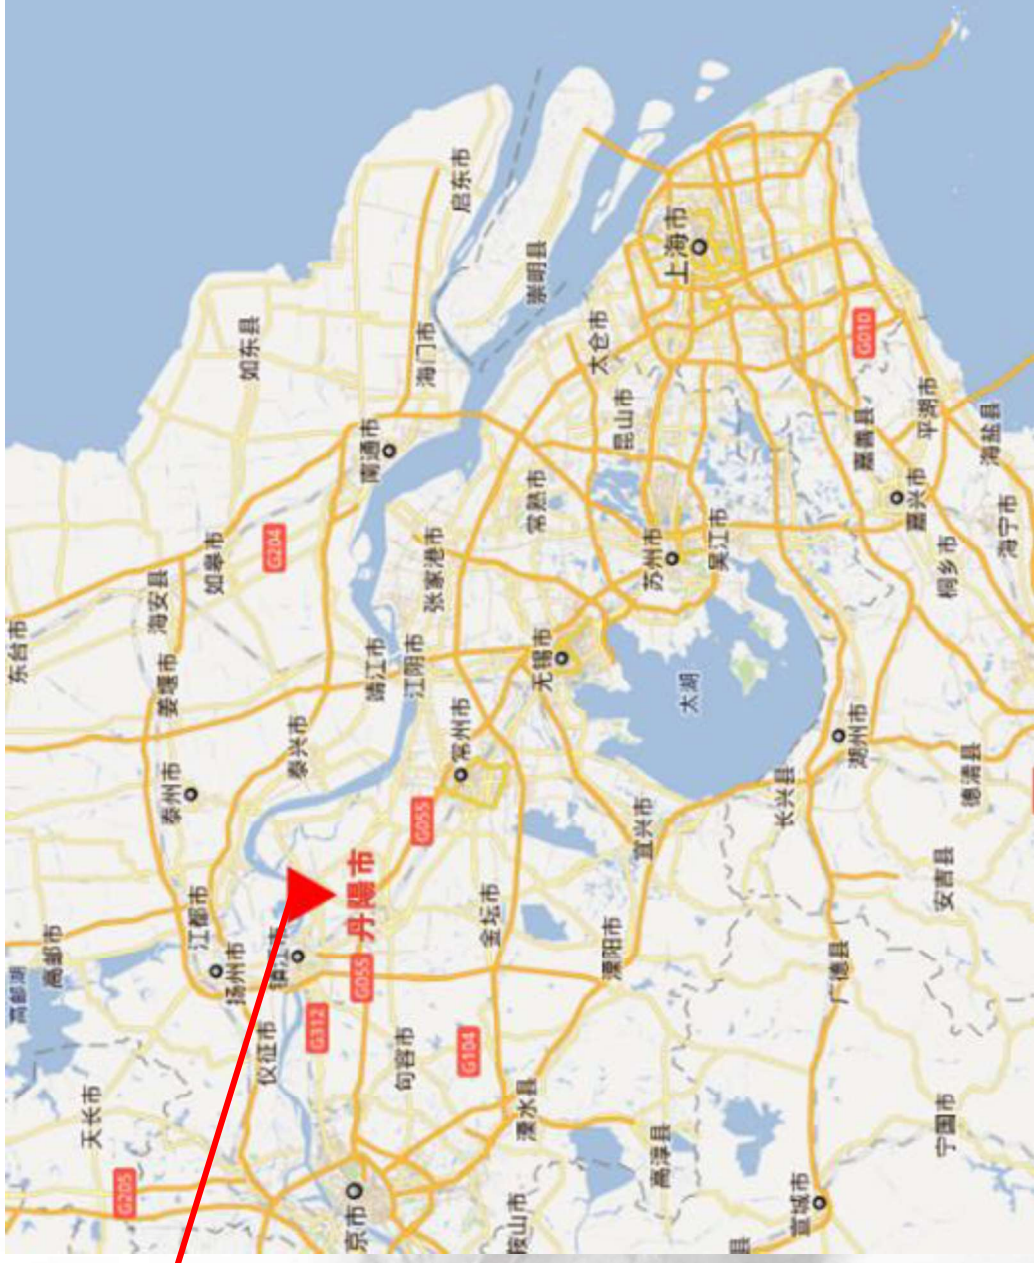 高邮湖
东台市
高邮市
天长市
G205
姜堰市
海安县
泰州市
江都市
如皋市
扬州市
如东县
仪征市
G204
镇江市
泰兴市
G312
京市
G055
丹陽市
靖江市
南通市
句容市
江阴市
G055
张家港市
海门市
G104
常州市
启东市
金坛市
鞍山市
溧水县
无锡市
常熟市
崇明县
溧阳市
太仓市
昆山市
高淳县
宜兴市
苏州市
上海市
太湖
吴江市
县
宣城市
长兴县
广德县
湖州市
嘉善县
G010
嘉兴市
平湖市
宁国市
安吉县
桐乡市
德清县
海宁市
海盐县